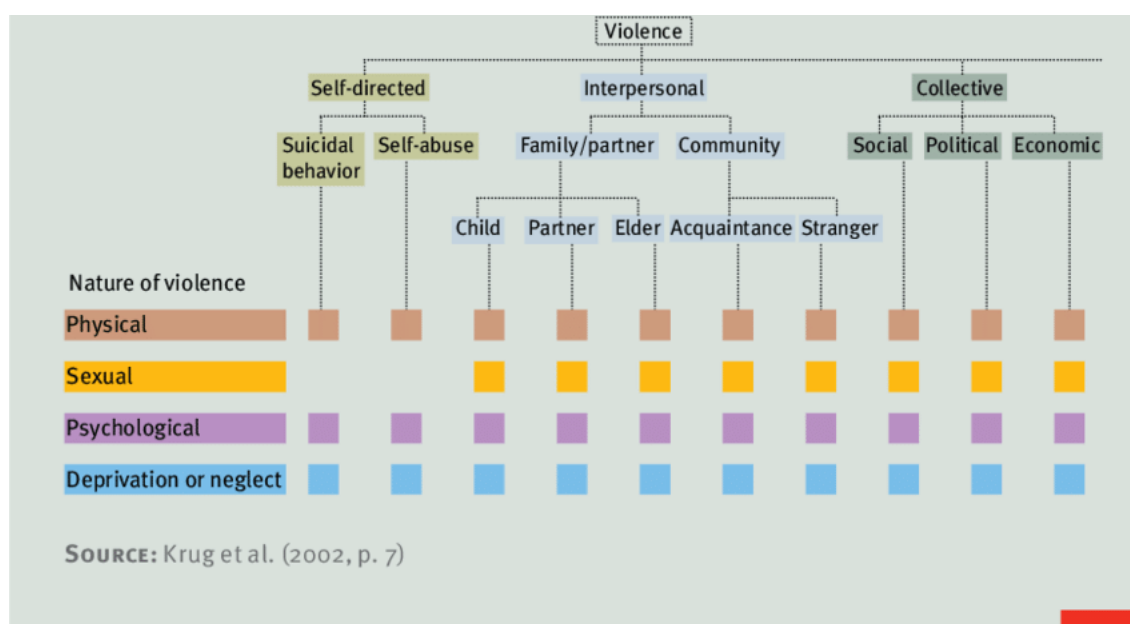 Violence
Self-directed Interpersonal Collective
Suicidal behavior Self-abuse Family/partner Community Social Political Economic
Child Partner Elder Acquaintance Stranger
Nature of violence
Physical
Sexual
Psychological
Deprivation or neglect
SOURCE: Krug et al. (2002, p. 7)